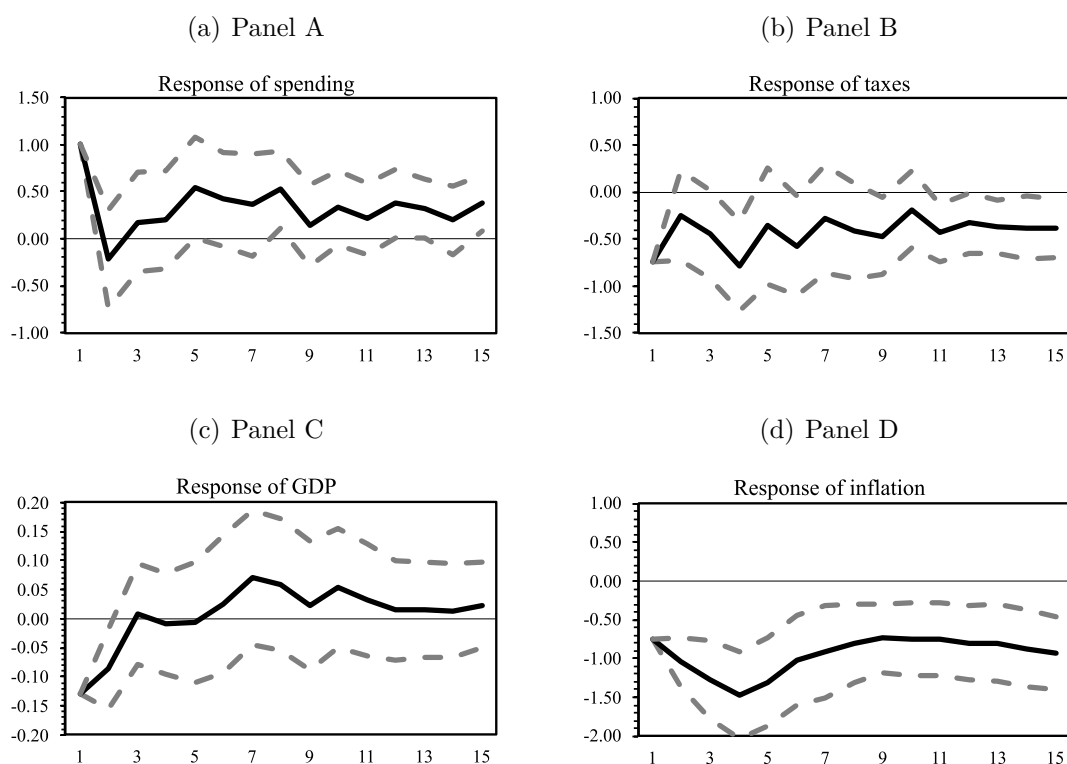 (a) Panel A
Response of spending
1.50
1.00
0.50
0.00
-0.50
-1.00
1 3 5 7 9 11 13 15
(b) Panel B
Response of taxes
1.00
0.50
0.00
-0.50
-1.00
-1.50
1 3 5 7 9 11 13 15
(c) Panel C
Response of GDP
0.20
0.15
0.10
0.05
0.00
-0.05
-0.10
-0.15
-0.20
1 3 5 7 9 11 13 15
(d) Panel D
Response of inflation
1.00
0.50
0.00
-0.50
-1.00
-1.50
-2.00
1 3 5 7 9 11 13 15